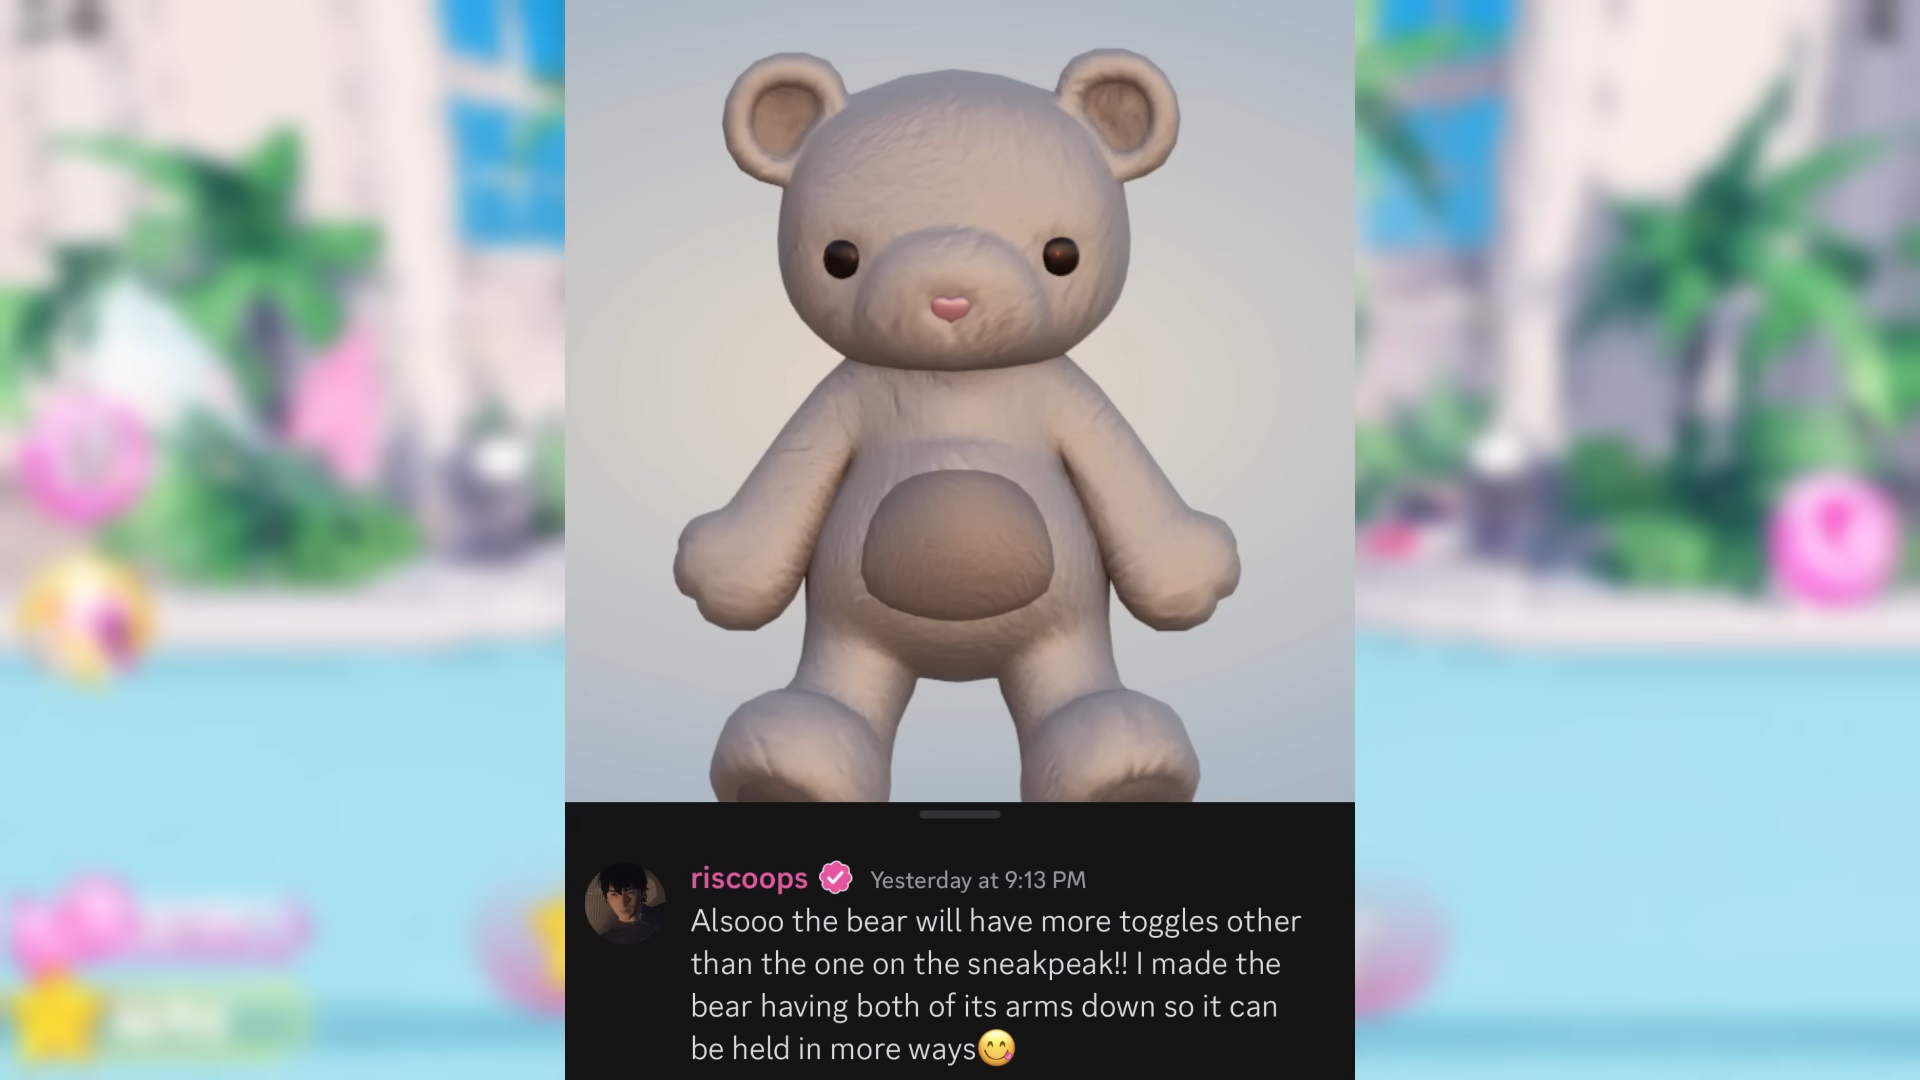 riscoops Yesterday at 9:13 PM
Alsooo the bear will have more toggles other
than the one on the sneakpeak!! I made the
bear having both of its arms down so it can
be held in more ways😋